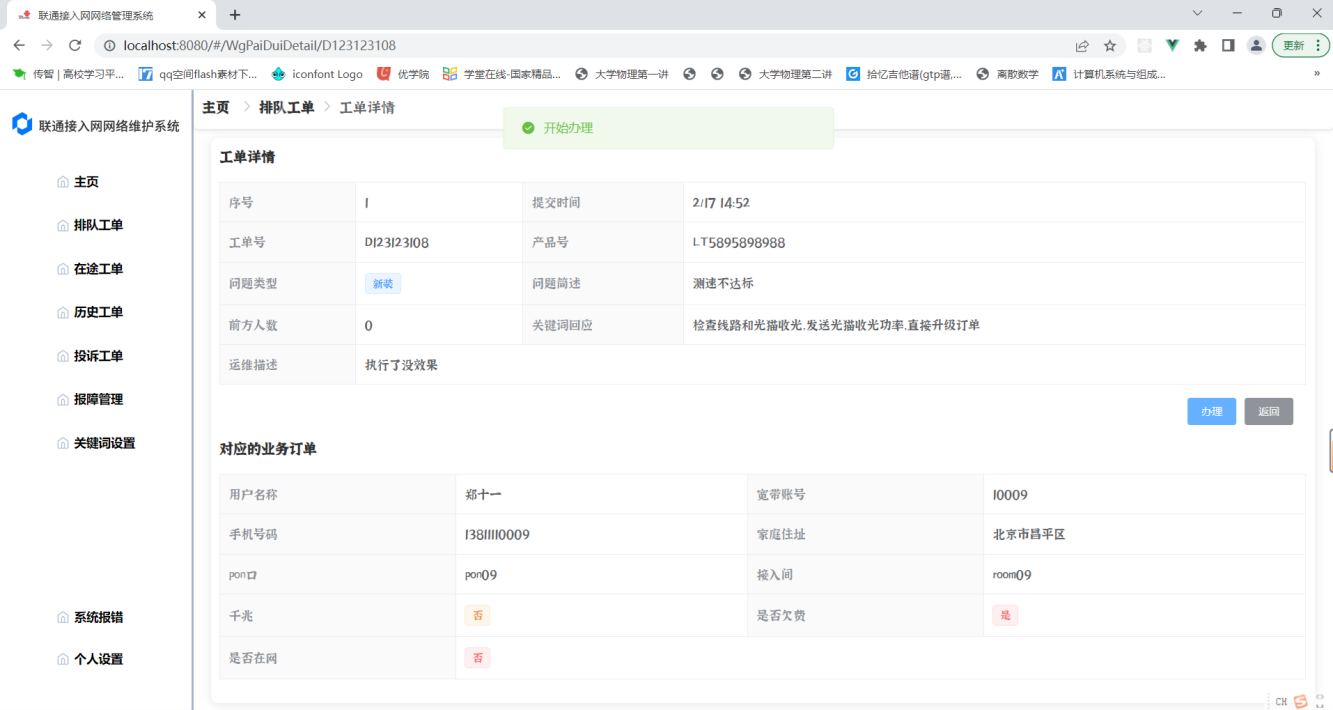 联通接入网网络管理系统
localhost:8080/#/WgPaiDuiDetail/D123123108
更新
传智 | 高校学习平...
qq空间flash素材下...
iconfont Logo
优学院
学堂在线-国家精品...
大学物理第一讲
大学物理第二讲
拾忆吉他谱(gtp谱,...
离散数学
计算机系统与组成...
»
联通接入网网络维护系统
主页
排队工单
在途工单
历史工单
投诉工单
报障管理
关键词设置
系统报错
个人设置
主页 > 排队工单 > 工单详情
开始办理
工单详情
序号 1 提交时间 2/17 14:52
工单号 D123123108 产品号 LT5895898988
问题类型 新装 问题简述 测速不达标
前方人数 0 关键词回应 检查线路和光猫收光,发送光猫收光功率,直接升级订单
运维描述 执行了没效果
办理 返回
对应的业务订单
用户名称 郑十一 宽带账号 10009
手机号码 13811110009 家庭住址 北京市昌平区
pon口 pon09 接入间 room09
千兆 否 是否欠费 是
是否在网 否
CH